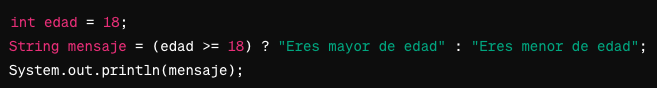 int edad = 18;
String mensaje = (edad >= 18) ? "Eres mayor de edad" : "Eres menor de edad";
System.out.println(mensaje);